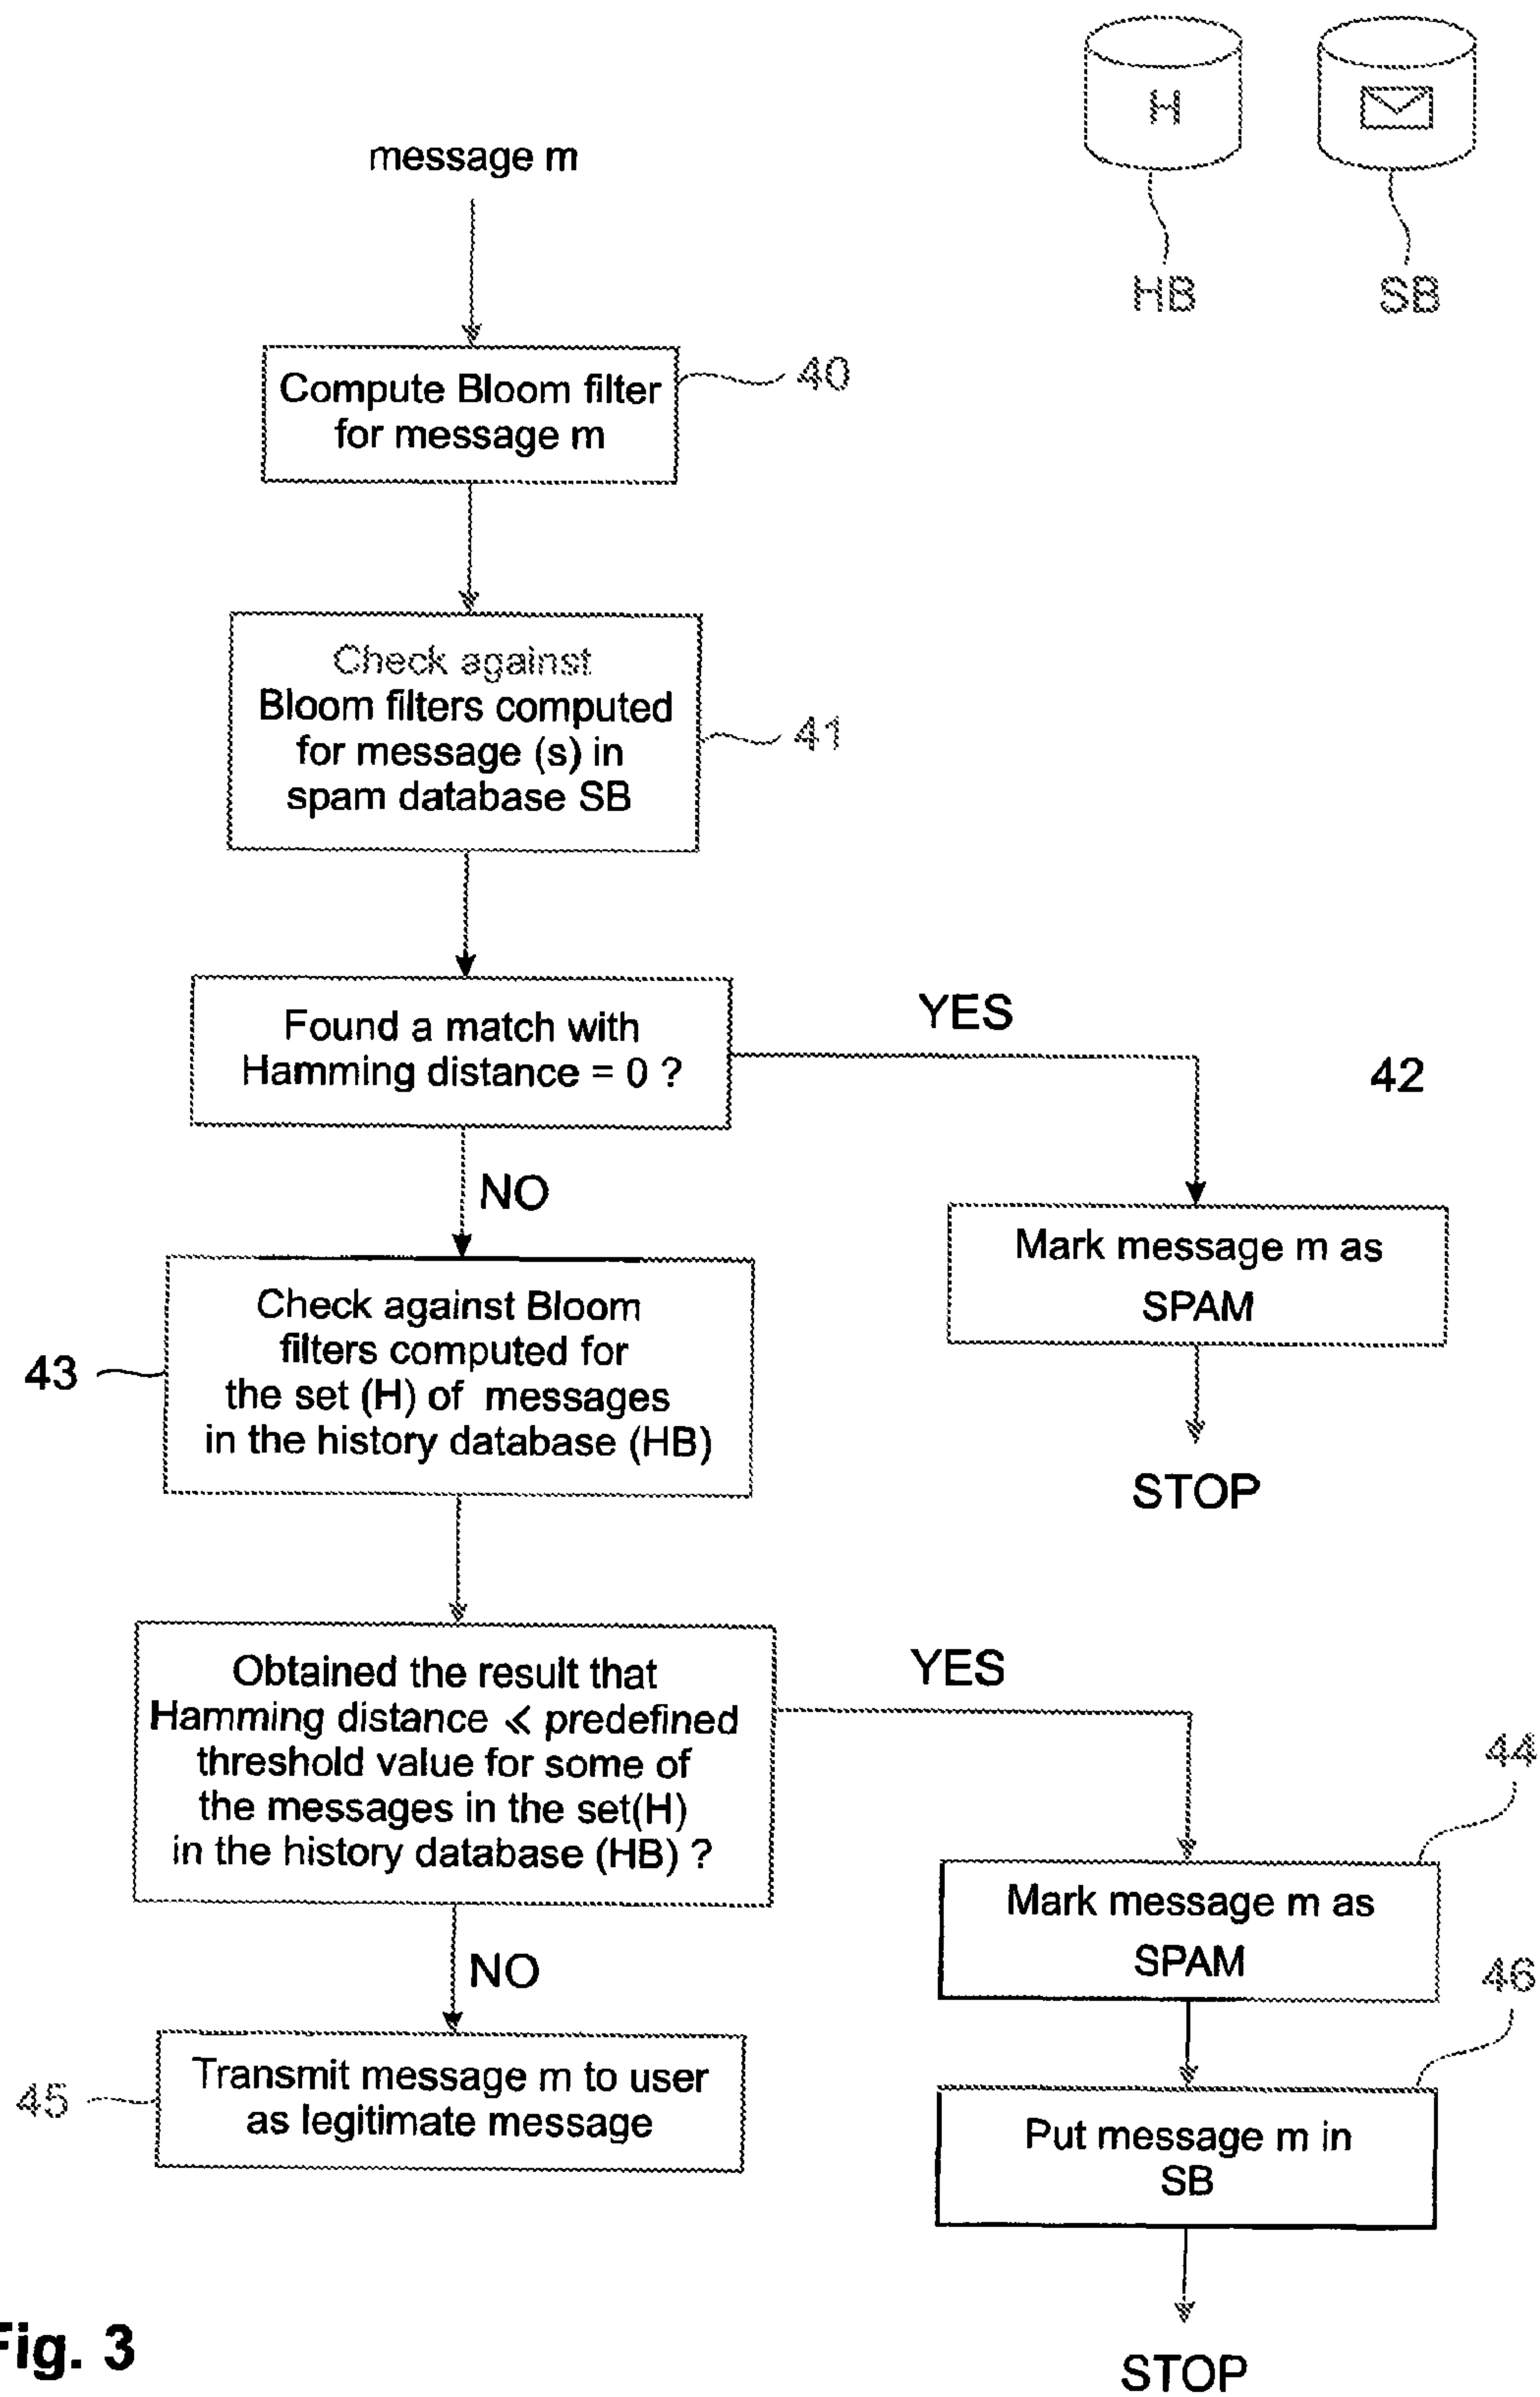 H
HB
SB
message m
Compute Bloom filter
for message m
40
Check against
Bloom filters computed
for message (s) in
spam database SB
41
Found a match with
Hamming distance = 0 ?
YES
42
NO
Mark message m as
SPAM
STOP
43
Check against Bloom
filters computed for
the set (H) of messages
in the history database (HB)
Obtained the result that
Hamming distance < predefined
threshold value for some of
the messages in the set(H)
in the history database (HB) ?
YES
44
Mark message m as
SPAM
46
Put message m in
SB
STOP
NO
45
Transmit message m to user
as legitimate message
Fig. 3